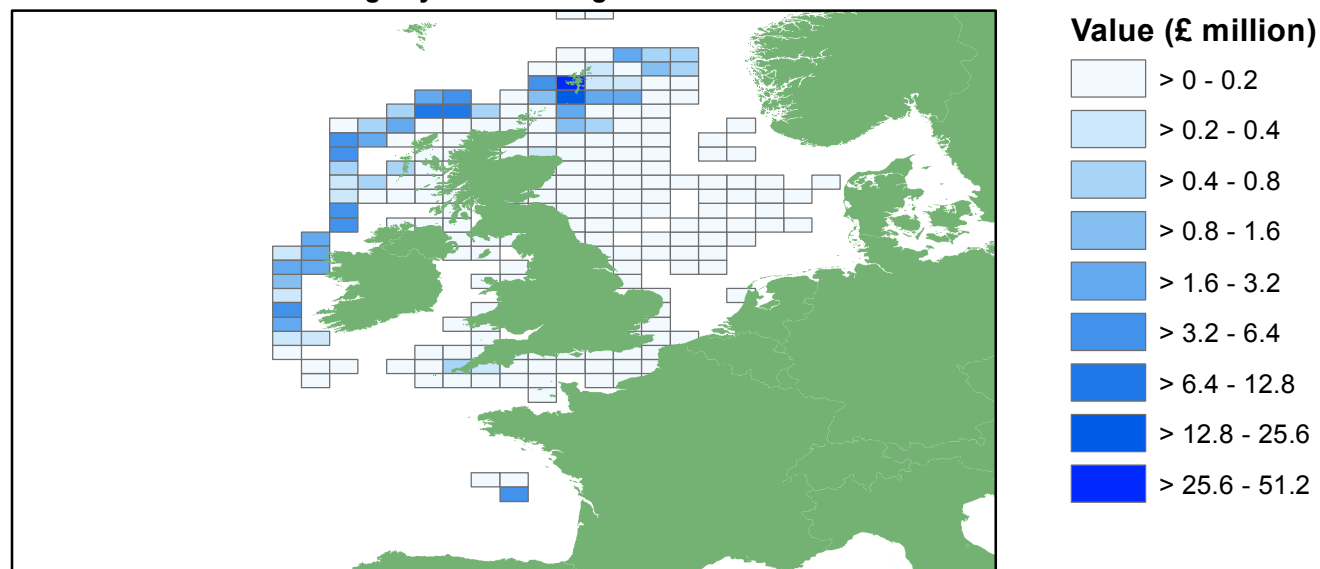 Value (£ million)
> 0 - 0.2
> 0.2 - 0.4
> 0.4 - 0.8
> 0.8 - 1.6
> 1.6 - 3.2
> 3.2 - 6.4
> 6.4 - 12.8
> 12.8 - 25.6
> 25.6 - 51.2